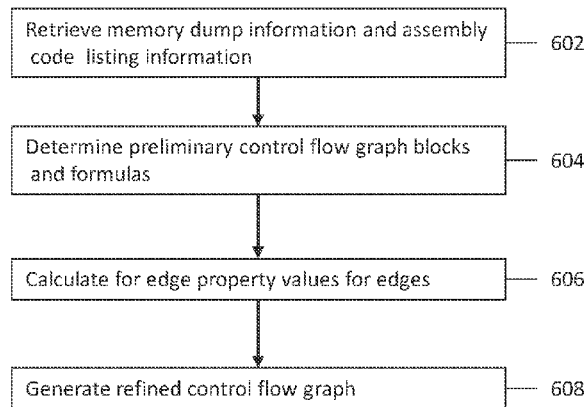 Retrieve memory dump information and assembly
code listing information
602
Determine preliminary control flow graph blocks
and formulas
604
Calculate for edge property values for edges
606
Generate refined control flow graph
608